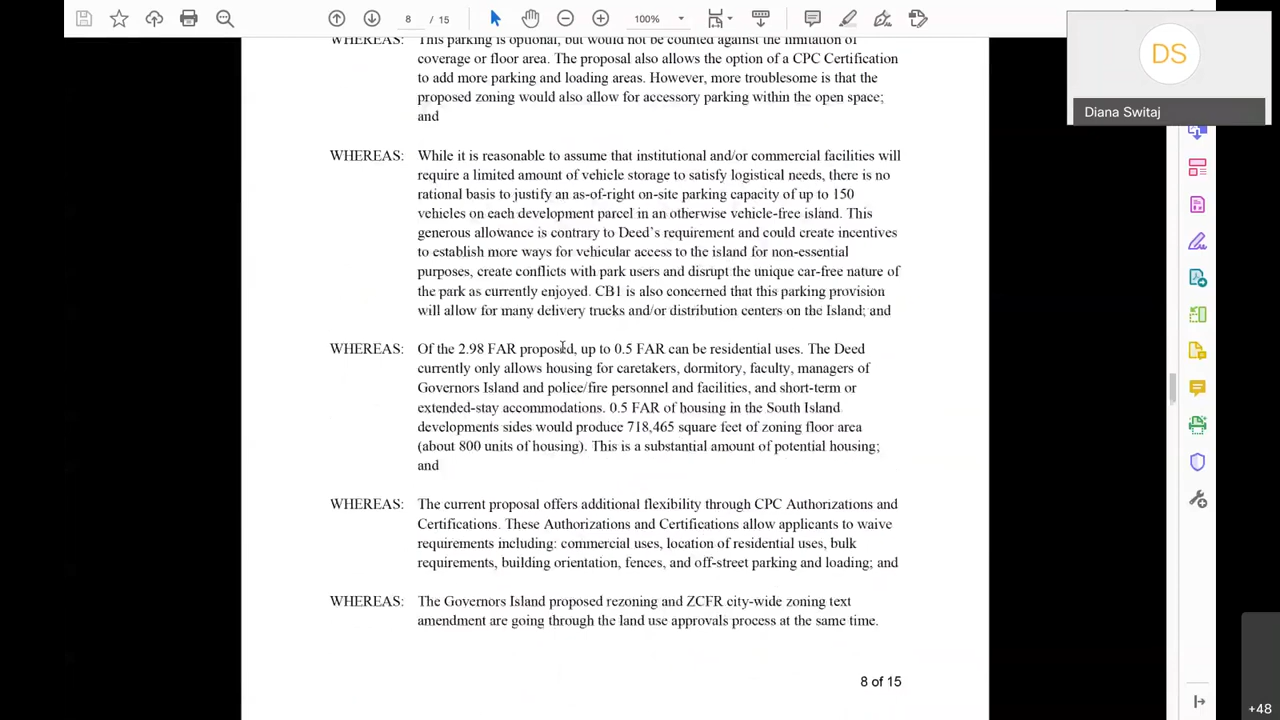 8 / 15
100%
DS
Diana Switaj
WHEREAS: This parking is optional, but would not be counted against the limitation of
coverage or floor area. The proposal also allows the option of a CPC Certification
to add more parking and loading areas. However, more troublesome is that the
proposed zoning would also allow for accessory parking within the open space;
and
WHEREAS: While it is reasonable to assume that institutional and/or commercial facilities will
require a limited amount of vehicle storage to satisfy logistical needs, there is no
rational basis to justify an as-of-right on-site parking capacity of up to 150
vehicles on each development parcel in an otherwise vehicle-free island. This
generous allowance is contrary to Deed's requirement and could create incentives
to establish more ways for vehicular access to the island for non-essential
purposes, create conflicts with park users and disrupt the unique car-free nature of
the park as currently enjoyed. CB1 is also concerned that this parking provision
will allow for many delivery trucks and/or distribution centers on the Island; and
WHEREAS: Of the 2.98 FAR proposed, up to 0.5 FAR can be residential uses. The Deed
currently only allows housing for caretakers, dormitory, faculty, managers of
Governors Island and police/fire personnel and facilities, and short-term or
extended-stay accommodations. 0.5 FAR of housing in the South Island
developments sides would produce 718,465 square feet of zoning floor area
(about 800 units of housing). This is a substantial amount of potential housing;
and
WHEREAS: The current proposal offers additional flexibility through CPC Authorizations and
Certifications. These Authorizations and Certifications allow applicants to waive
requirements including: commercial uses, location of residential uses, bulk
requirements, building orientation, fences, and off-street parking and loading; and
WHEREAS: The Governors Island proposed rezoning and ZCFR city-wide zoning text
amendment are going through the land use approvals process at the same time.
8 of 15
+48